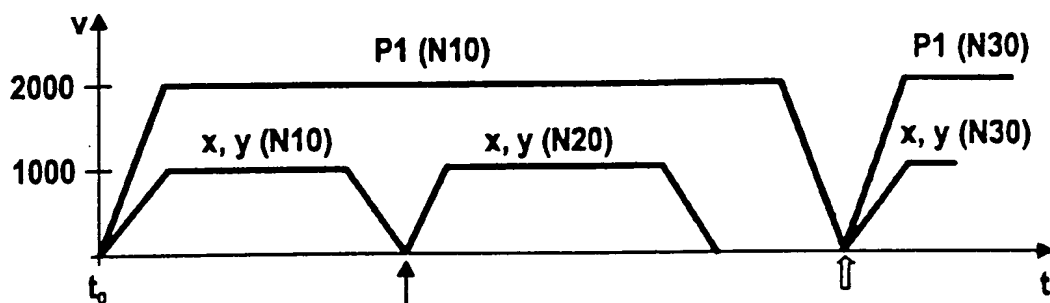 v
P1 (N10)
P1 (N30)
2000
x, y (N10)
x, y (N20)
x, y (N30)
1000
t₀
t